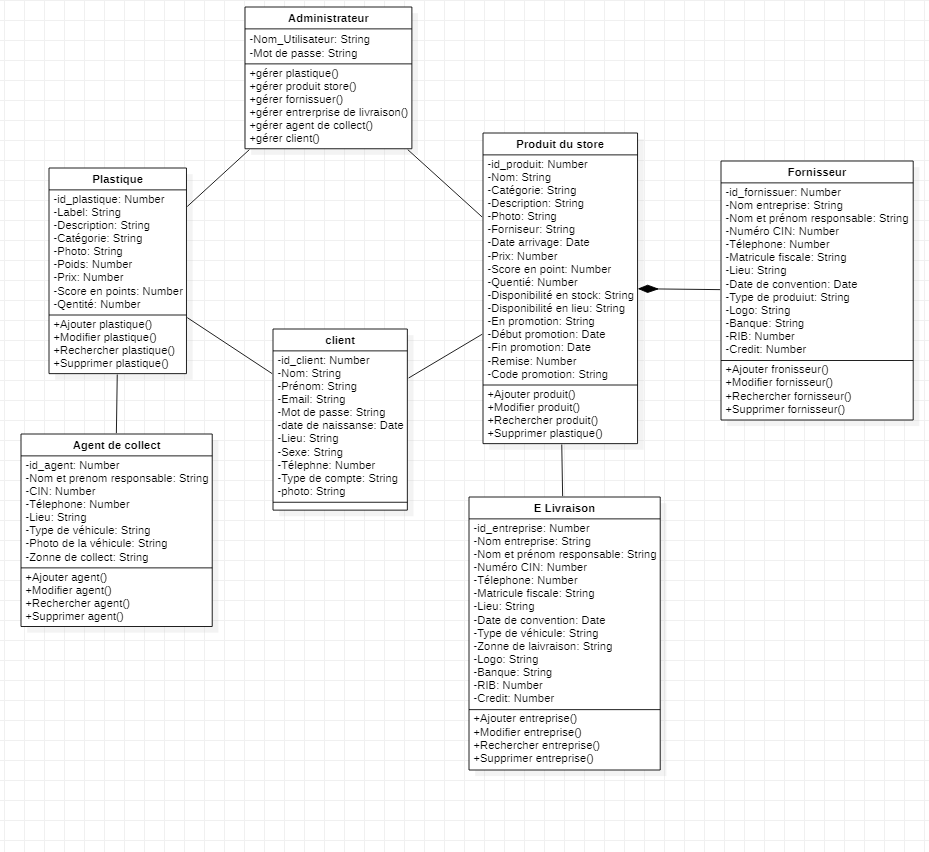 Administrateur
-Nom_Utilisateur: String
-Mot de passe: String
+gérer plastique()
+gérer produit store()
+gérer fornissuer()
+gérer entrerprise de livraison()
+gérer agent de collect()
+gérer client()
Plastique
-id_plastique: Number
-Label: String
-Description: String
-Catégorie: String
-Photo: String
-Poids: Number
-Prix: Number
-Score en points: Number
-Qentité: Number
+Ajouter plastique()
+Modifier plastique()
+Rechercher plastique()
+Supprimer plastique()
Produit du store
-id_produit: Number
-Nom: String
-Catégorie: String
-Description: String
-Photo: String
-Forniseur: String
-Date arrivage: Date
-Prix: Number
-Score en point: Number
-Quentié: Number
-Disponibilité en stock: String
-Disponibilité en lieu: String
-En promotion: String
-Début promotion: Date
-Fin promotion: Date
-Remise: Number
-Code promotion: String
+Ajouter produit()
+Modifier produit()
+Rechercher produit()
+Supprimer plastique()
Fornisseur
-id_fornissuer: Number
-Nom entreprise: String
-Nom et prénom responsable: String
-Numéro CIN: Number
-Télephone: Number
-Matricule fiscale: String
-Lieu: String
-Date de convention: Date
-Type de produiut: String
-Logo: String
-Banque: String
-RIB: Number
-Credit: Number
+Ajouter fronisseur()
+Modifier fornisseur()
+Rechercher fornisseur()
+Supprimer fornisseur()
client
-id_client: Number
-Nom: String
-Prénom: String
-Email: String
-Mot de passe: String
-date de naissanse: Date
-Lieu: String
-Sexe: String
-Télephne: Number
-Type de compte: String
-photo: String
Agent de collect
-id_agent: Number
-Nom et prenom responsable: String
-CIN: Number
-Télephone: Number
-Lieu: String
-Type de véhicule: String
-Photo de la véhicule: String
-Zonne de collect: String
+Ajouter agent()
+Modifier agent()
+Rechercher agent()
+Supprimer agent()
E Livraison
-id_entreprise: Number
-Nom entreprise: String
-Nom et prénom responsable: String
-Numéro CIN: Number
-Télephone: Number
-Matricule fiscale: String
-Lieu: String
-Date de convention: Date
-Type de véhicule: String
-Zonne de laivraison: String
-Logo: String
-Banque: String
-RIB: Number
-Credit: Number
+Ajouter entreprise()
+Modifier entreprise()
+Rechercher entreprise()
+Supprimer entreprise()